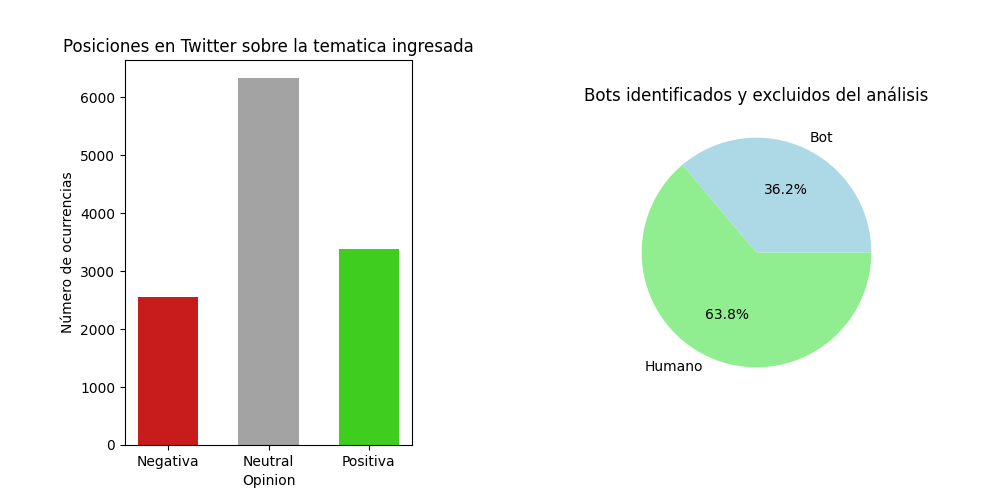 Posiciones en Twitter sobre la tematica ingresada
Número de ocurrencias
6000
5000
4000
3000
2000
1000
0
Negativa
Neutral
Positiva
Opinion
Bots identificados y excluidos del análisis
Bot
36.2%
63.8%
Humano